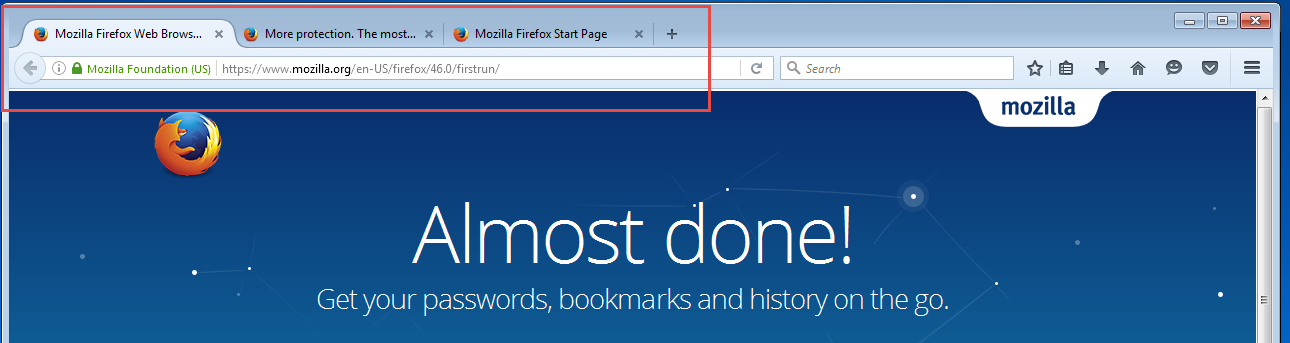 Mozilla Firefox Web Brows... More protection. The most... Mozilla Firefox Start Page
Mozilla Foundation (US) https://www.mozilla.org/en-US/firefox/46.0/firstrun/ Search
mozilla
Almost done!
Get your passwords, bookmarks and history on the go.